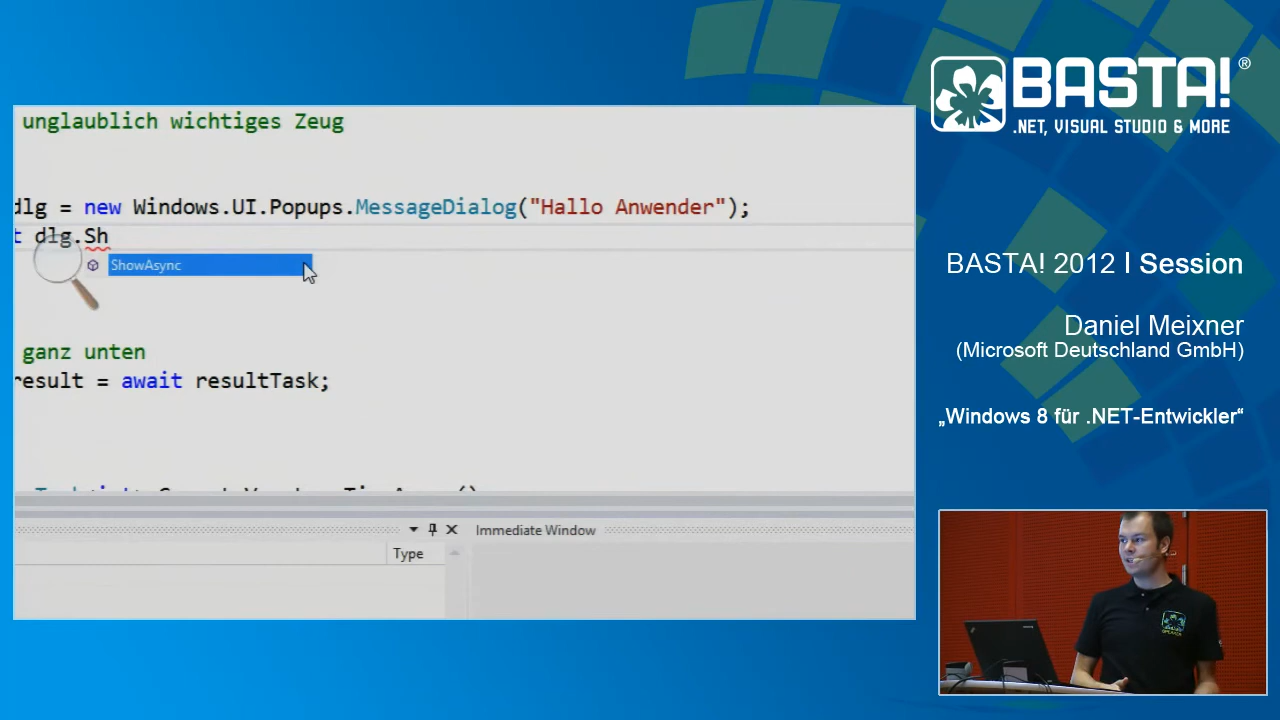 unglaublich wichtiges Zeug
dlg = new Windows.UI.Popups.MessageDialog("Hallo Anwender");
t dlg.Sh
ShowAsync
ganz unten
result = await resultTask;
Type
Immediate Window
BASTA!®
.NET, VISUAL STUDIO & MORE
BASTA! 2012 I Session
Daniel Meixner
(Microsoft Deutschland GmbH)
„Windows 8 für .NET-Entwickler“